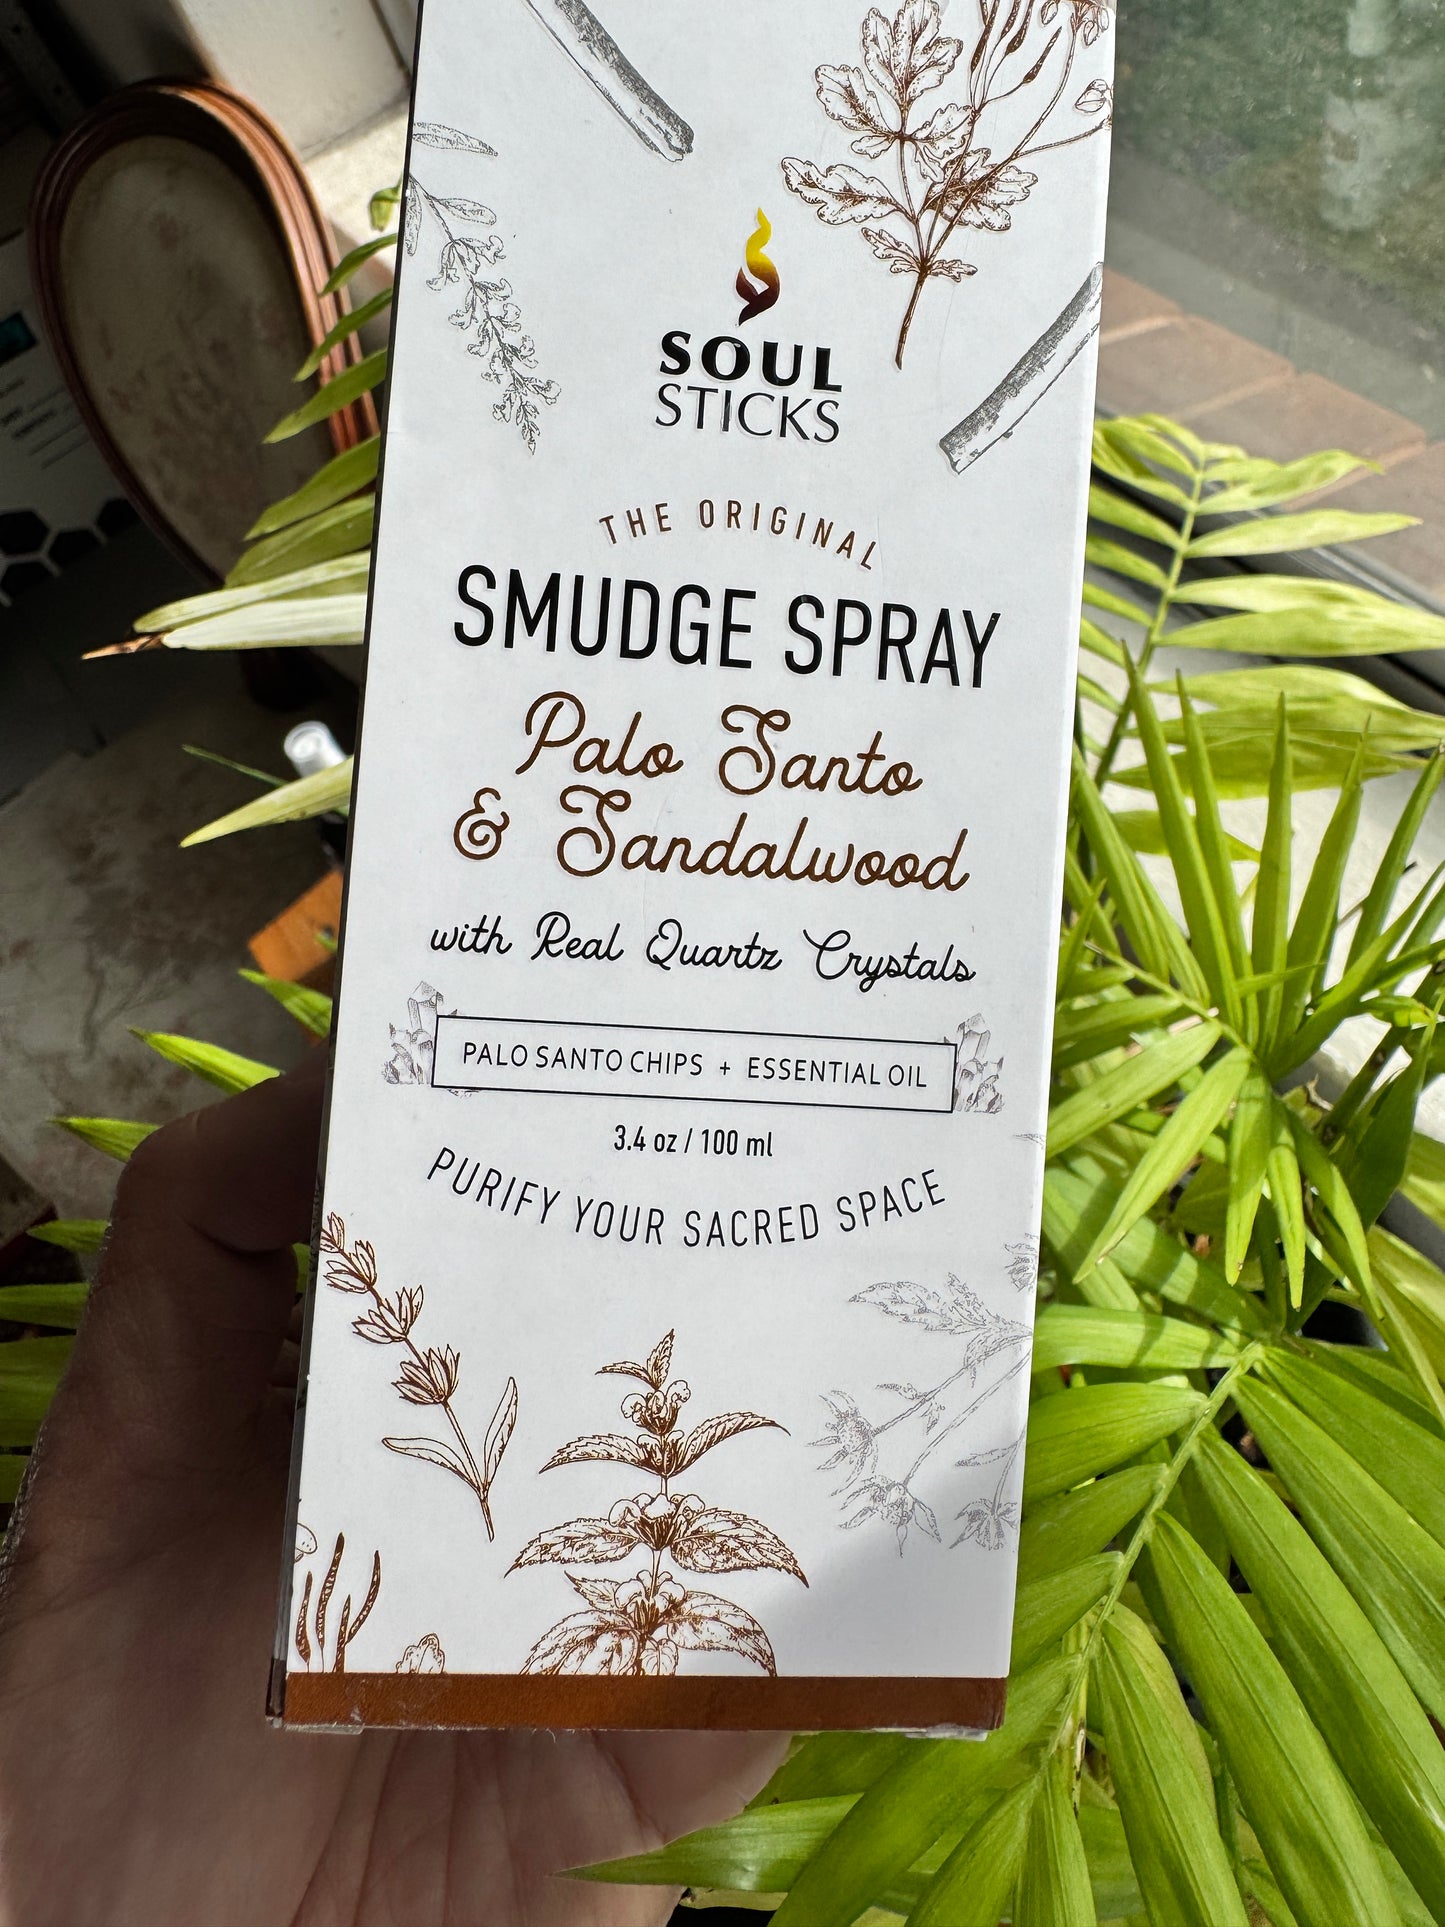 SOUL
STICKS
THE ORIGINAL
SMUDGE SPRAY
Palo Santo
& Sandalwood
with Real Quartz Crystals
PALO SANTO CHIPS + ESSENTIAL OIL
3.4 oz / 100 ml
PURIFY YOUR SACRED SPACE